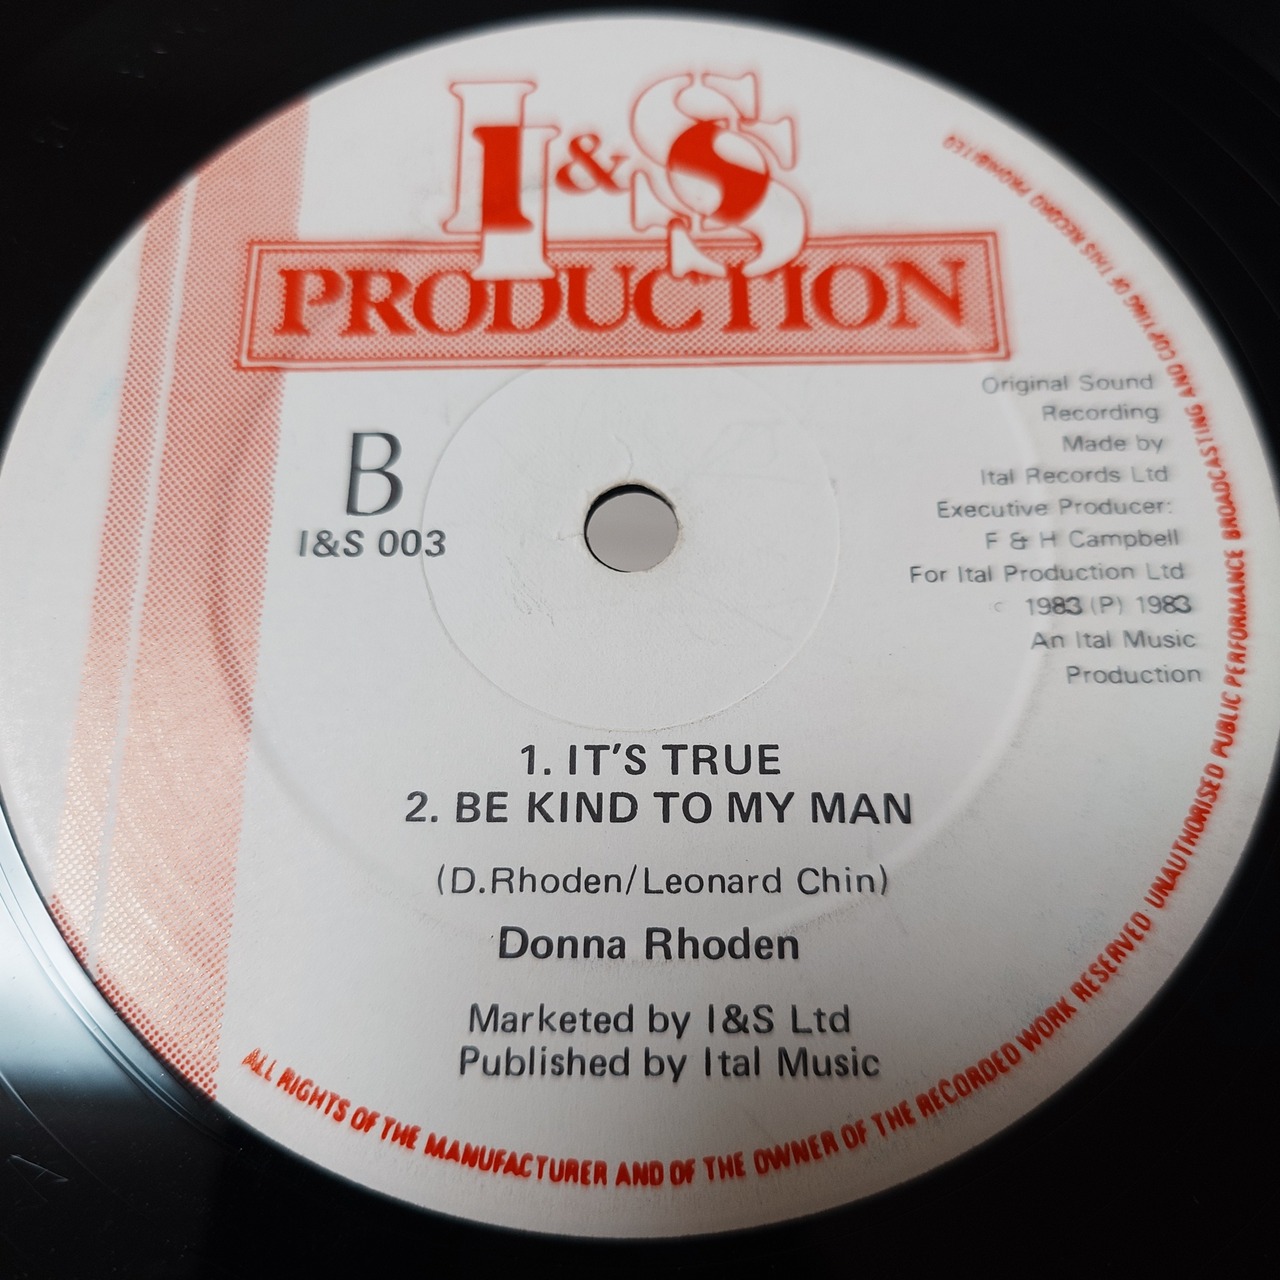 I&S
PRODUCTION
B
I&S 003
Original Sound
Recording
Made by
Ital Records Ltd
Executive Producer:
F & H Campbell
For Ital Production Ltd
c 1983 (P) 1983
An Ital Music
Production
1. IT'S TRUE
2. BE KIND TO MY MAN
(D.Rhoden/Leonard Chin)
Donna Rhoden
Marketed by I&S Ltd
Published by Ital Music
ALL RIGHTS OF THE MANUFACTURER AND OF THE OWNER OF THE RECORDED WORK RESERVED UNAUTHORISED PUBLIC PERFORMANCE BROADCASTING AND COPYING OF THIS RECORD PROHIBITED